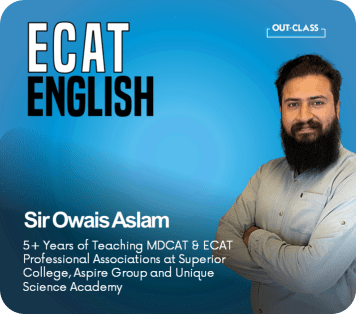 OUT-CLASS
ECAT
ENGLISH
Sir Owais Aslam
5+ Years of Teaching MDCAT & ECAT
Professional Associations at Superior
College, Aspire Group and Unique
Science Academy